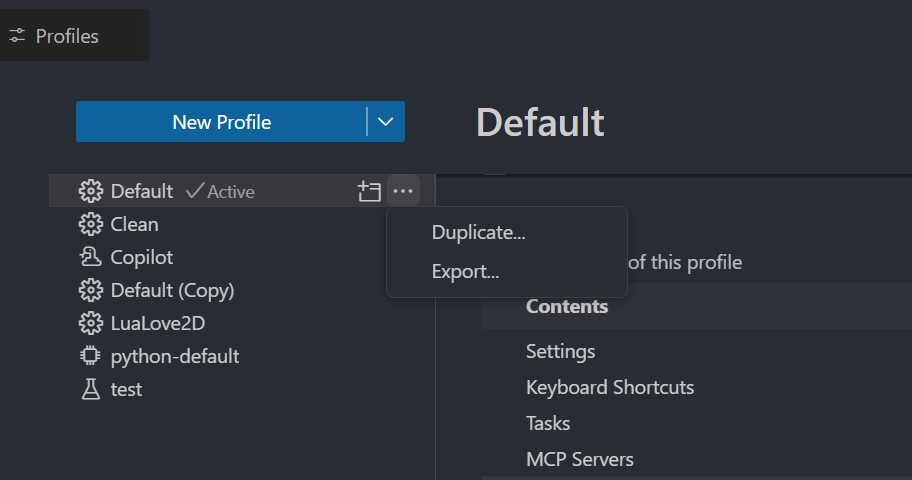 Profiles
New Profile
Default Active
Clean
Copilot
Default (Copy)
LuaLove2D
python-default
test
Duplicate...
Export...
Default
of this profile
Contents
Settings
Keyboard Shortcuts
Tasks
MCP Servers